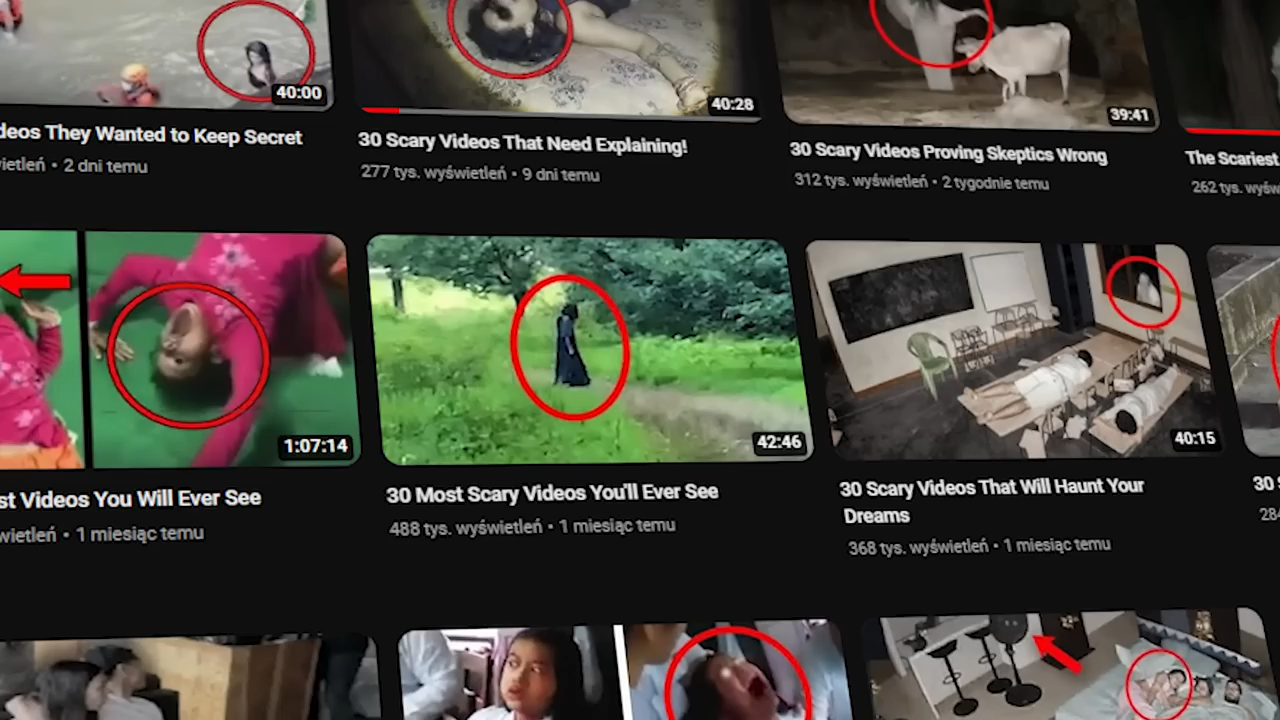 40:00
40:28
39:41
deos They Wanted to Keep Secret
30 Scary Videos That Need Explaining!
30 Scary Videos Proving Skeptics Wrong
The Scariest
ietleń • 2 dni temu
277 tys. wyświetleń • 9 dni temu
312 tys. wyświetleń • 2 tygodnie temu
262 tys. wyśw
1:07:14
42:46
40:15
st Videos You Will Ever See
30 Most Scary Videos You'll Ever See
30 Scary Videos That Will Haunt Your
Dreams
30 S
wietleń • 1 miesiąc temu
488 tys. wyświetleń • 1 miesiąc temu
368 tys. wyświetleń • 1 miesiąc temu
284